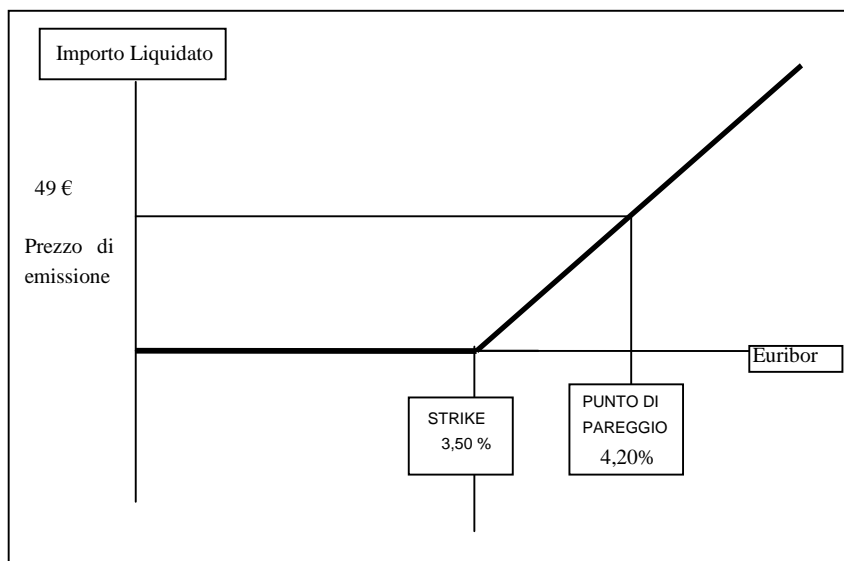 Importo Liquidato
49 €
Prezzo di
emissione
Euribor
STRIKE
3,50 %
PUNTO DI
PAREGGIO
4,20%